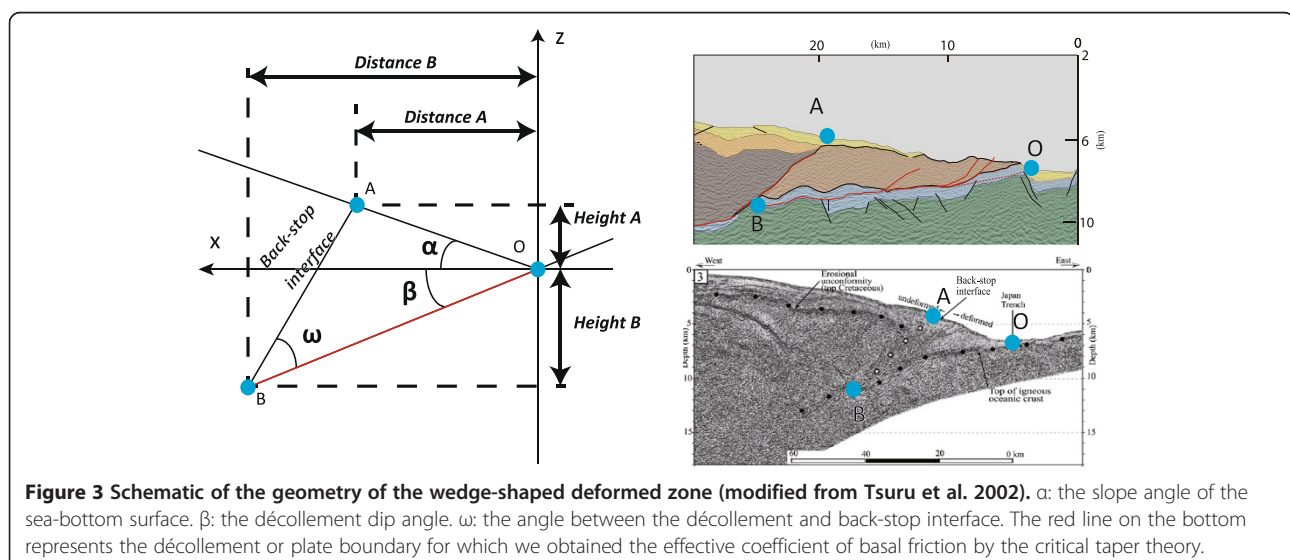 z
Distance B
Distance A
A
Back-stop
interface
Height A
X
α
O
β
Height B
ω
B
20
(km)
10
0
2
A
6
(km)
O
B
10
West
East
3
0
0
Erosional
unconformity
(top Cretaceous)
Back-stop
interface
A
undeformed
deformed
Japan
Trench
O
5
5
Depth (km)
Depth (km)
10
10
B
Top of igneous
oceanic crust
15
15
60
40
20
0 km
Figure 3 Schematic of the geometry of the wedge-shaped deformed zone (modified from Tsuru et al. 2002). α: the slope angle of the
sea-bottom surface. β: the décollement dip angle. ω: the angle between the décollement and back-stop interface. The red line on the bottom
represents the décollement or plate boundary for which we obtained the effective coefficient of basal friction by the critical taper theory.